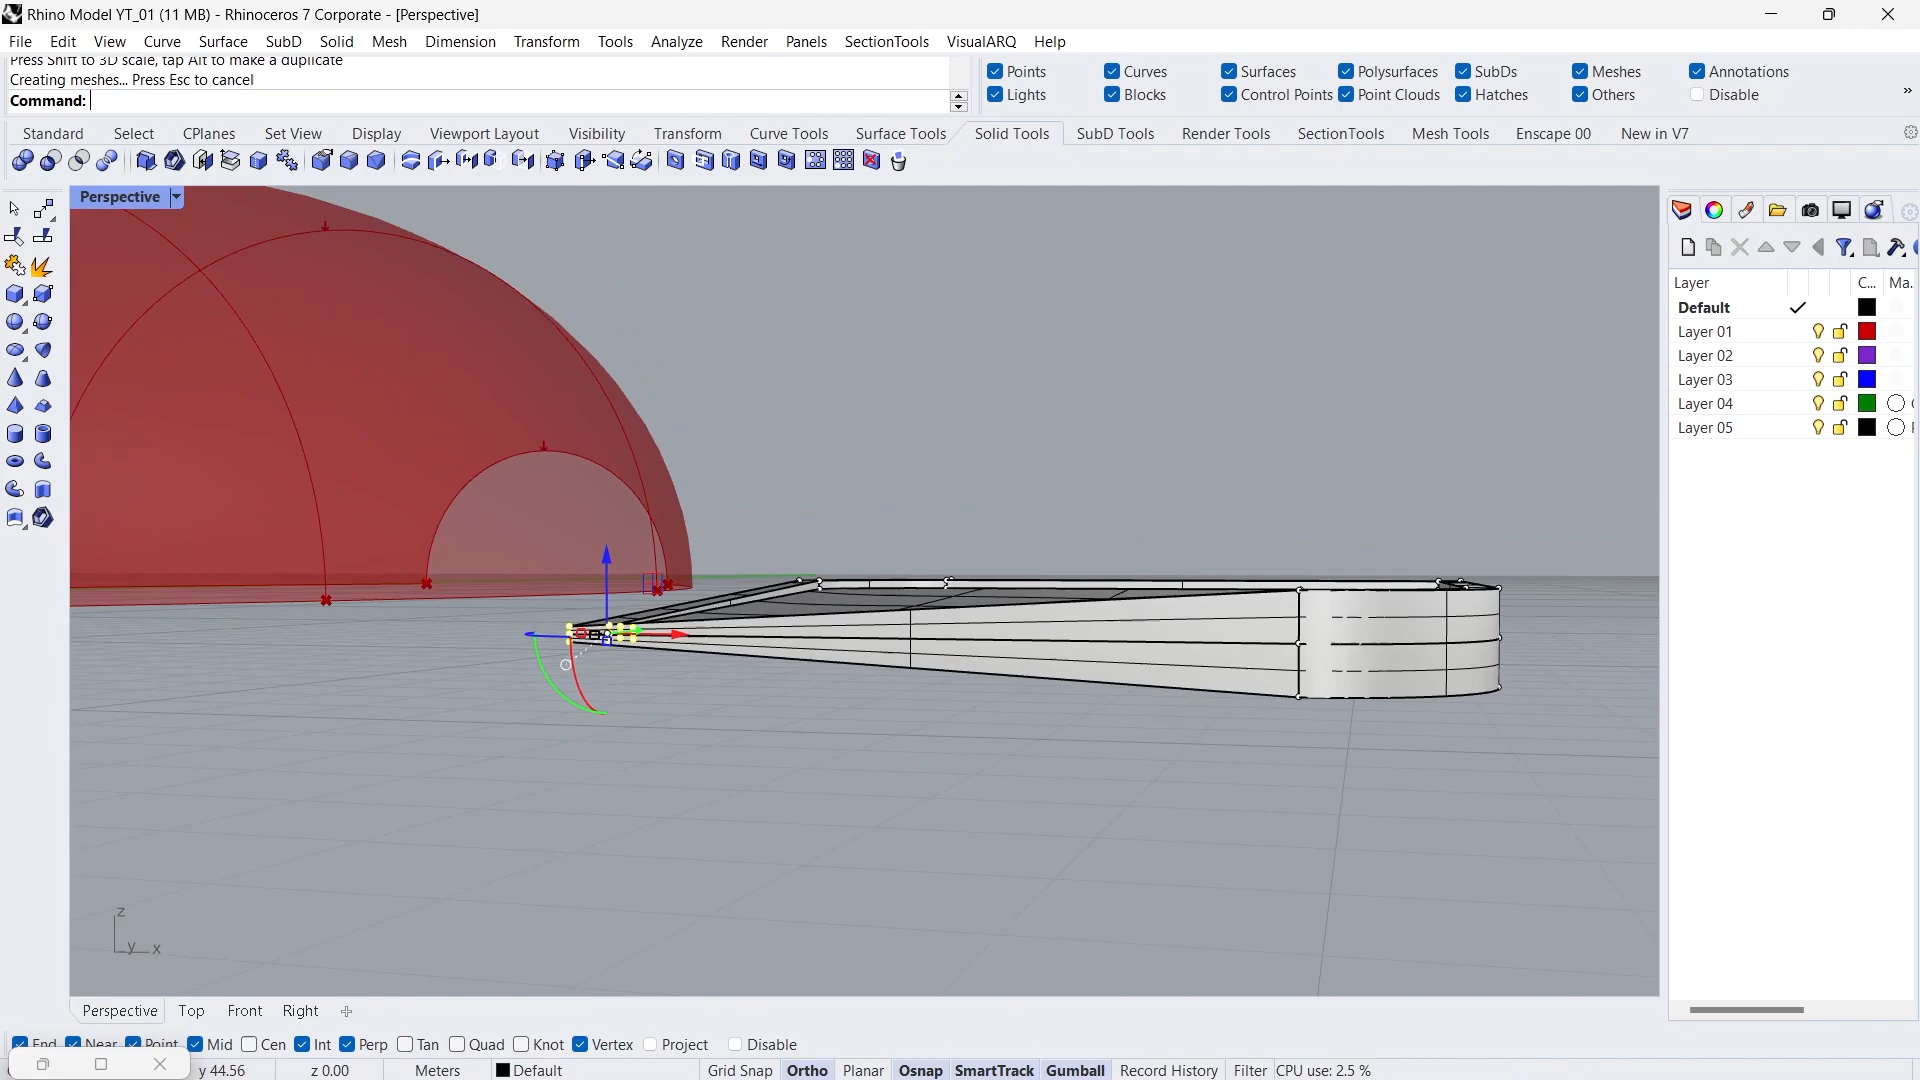 Rhino Model YT_01 (11 MB) - Rhinoceros 7 Corporate - [Perspective]
File Edit View Curve Surface SubD Solid Mesh Dimension Transform Tools Analyze Render Panels SectionTools VisualARQ Help
Press Shift to 3D scale, tap Alt to make a duplicate
Creating meshes... Press Esc to cancel
Command:
Points Curves Surfaces Polysurfaces SubDs Meshes Annotations
Lights Blocks Control Points Point Clouds Hatches Others Disable
Standard Select CPlanes Set View Display Viewport Layout Visibility Transform Curve Tools Surface Tools Solid Tools SubD Tools Render Tools SectionTools Mesh Tools Enscape 00 New in V7
Perspective
Layer C... Ma...
Default
Layer 01
Layer 02
Layer 03
Layer 04
Layer 05
z
y x
Perspective Top Front Right
End Near Point Mid Cen Int Perp Tan Quad Knot Vertex Project Disable
y 44.56 z 0.00 Meters Default Grid Snap Ortho Planar Osnap SmartTrack Gumball Record History Filter CPU use: 2.5 %